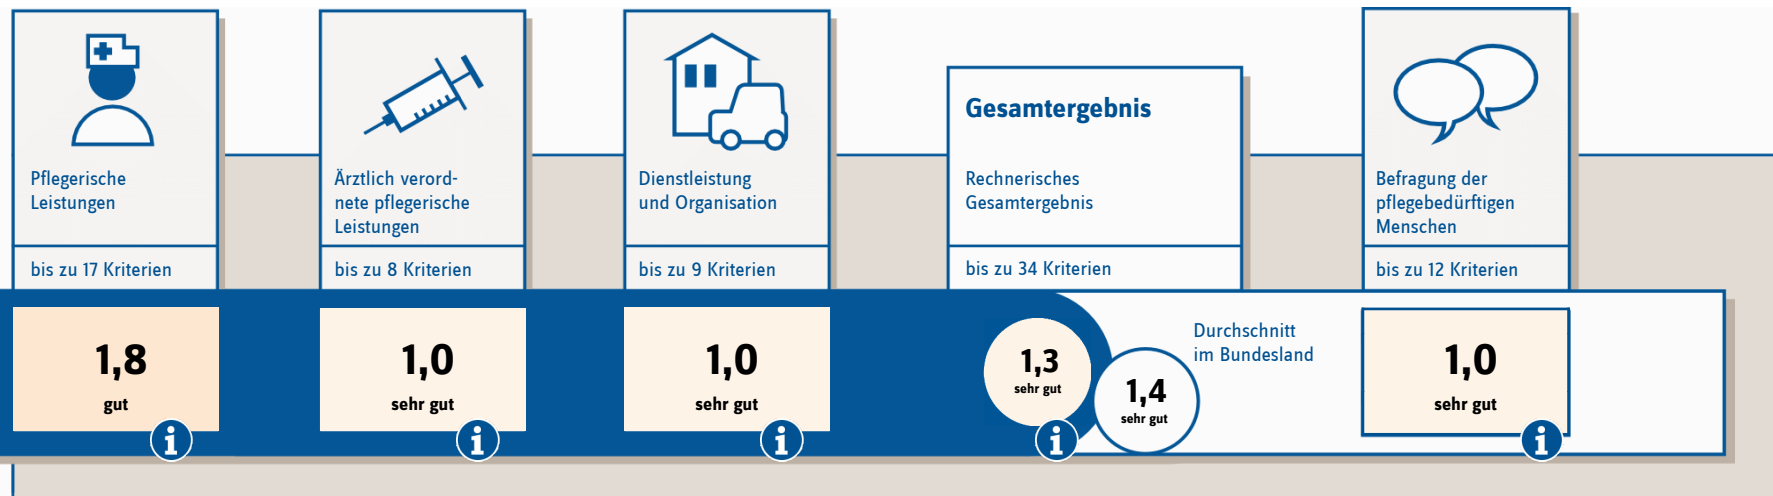 Pflegerische
Leistungen
bis zu 17 Kriterien
1,8
gut
Ärztlich verord-
nete pflegerische
Leistungen
bis zu 8 Kriterien
1,0
sehr gut
Dienstleistung
und Organisation
bis zu 9 Kriterien
1,0
sehr gut
Gesamtergebnis
Rechnerisches
Gesamtergebnis
bis zu 34 Kriterien
1,3
sehr gut
1,4
sehr gut
Durchschnitt
im Bundesland
Befragung der
pflegebedürftigen
Menschen
bis zu 12 Kriterien
1,0
sehr gut